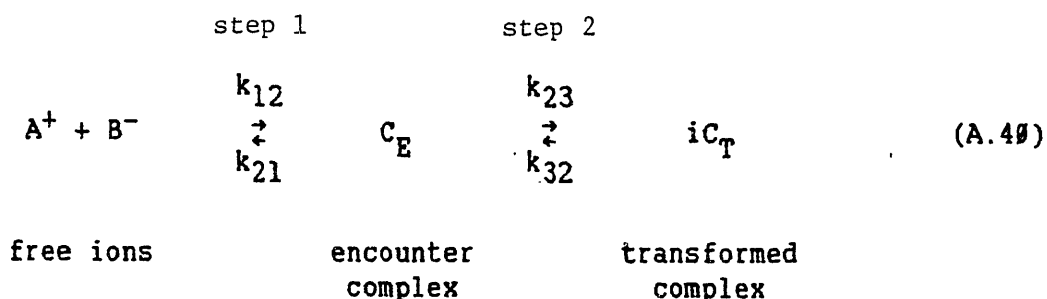 step 1 step 2
k12 k23
A+ + B- ⇄ CE ⇄ iCT (A.40)
k21 k32
free ions encounter transformed
complex complex